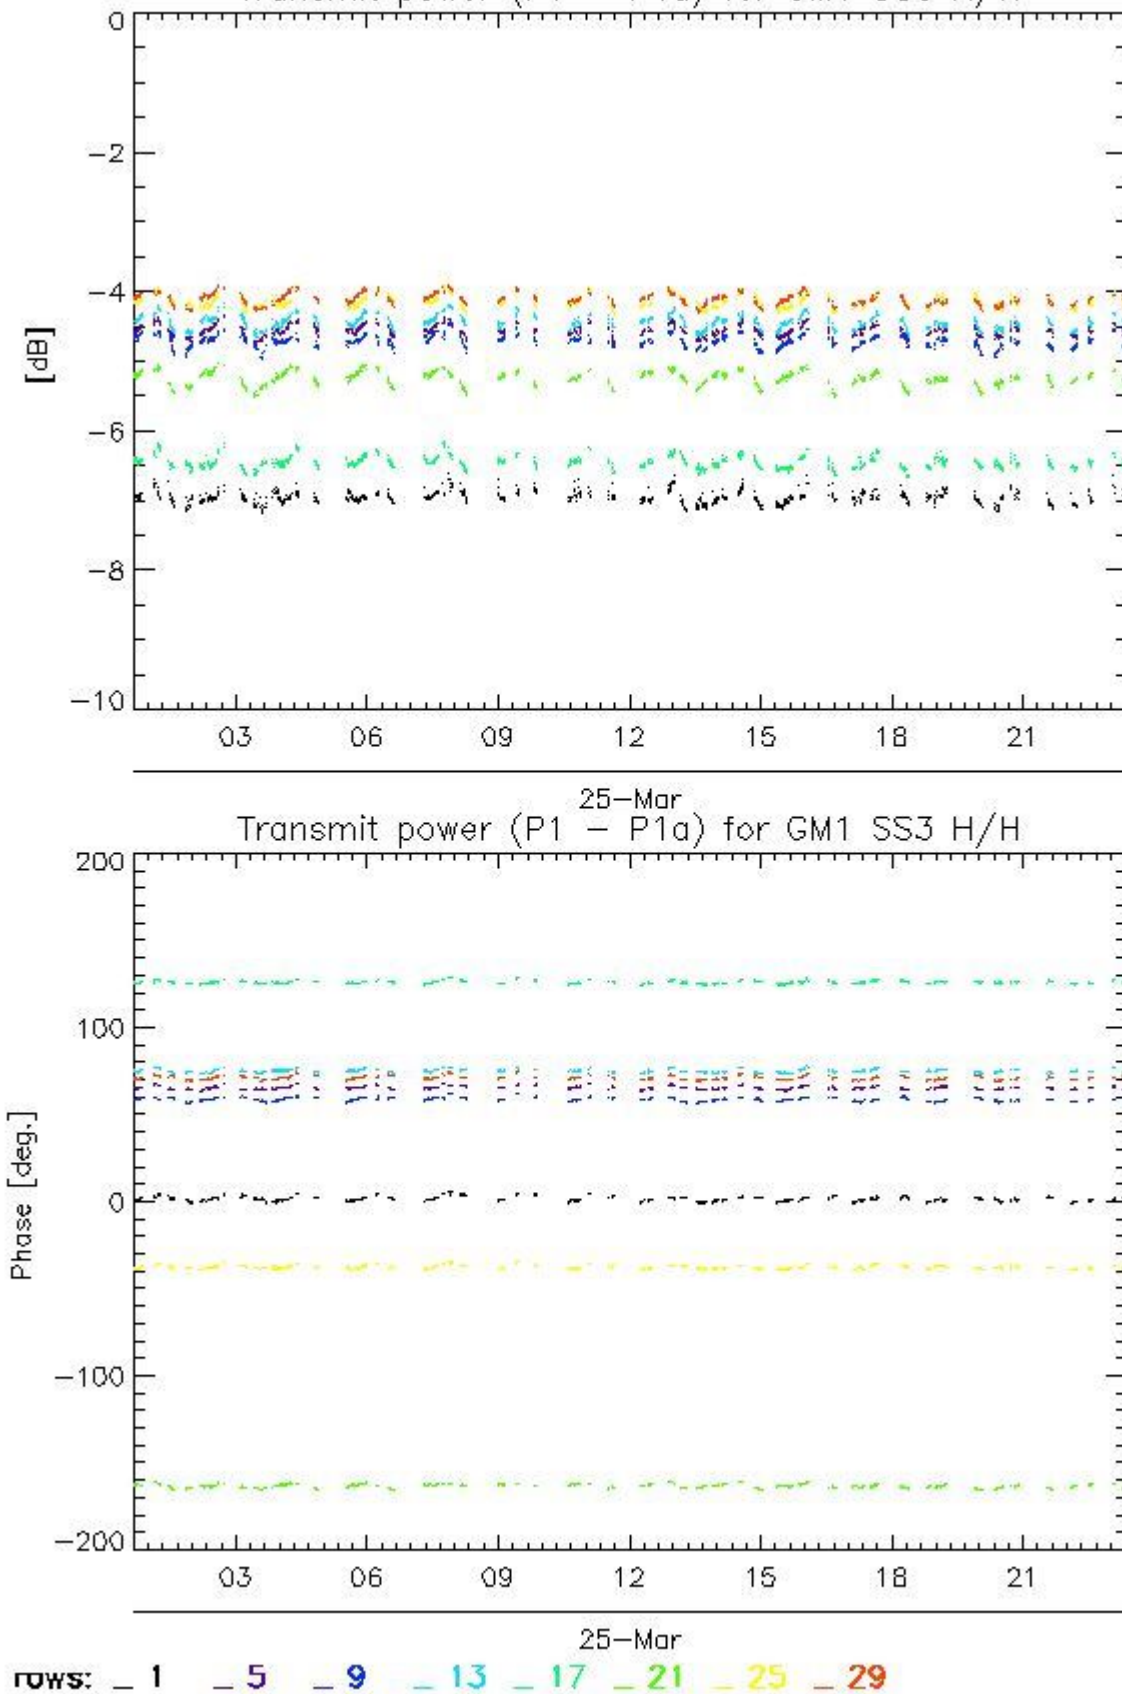 0
-2
-4
[dB]
-6
-8
-10
03 06 09 12 15 18 21
25-Mar
Transmit power (P1 - P1a) for GM1 SS3 H/H
200
100
Phase [deg.]
0
-100
-200
03 06 09 12 15 18 21
25-Mar
rows: _ 1 _ 5 _ 9 _ 13 _ 17 _ 21 _ 25 _ 29